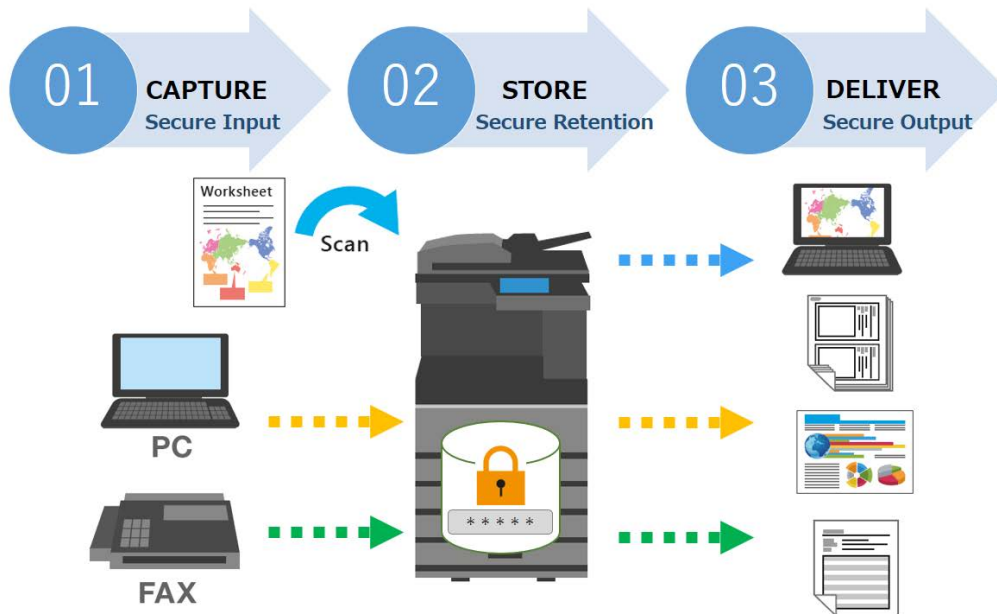 01
CAPTURE
Secure Input
02
STORE
Secure Retention
03
DELIVER
Secure Output
Worksheet
Scan
PC
FAX
*****